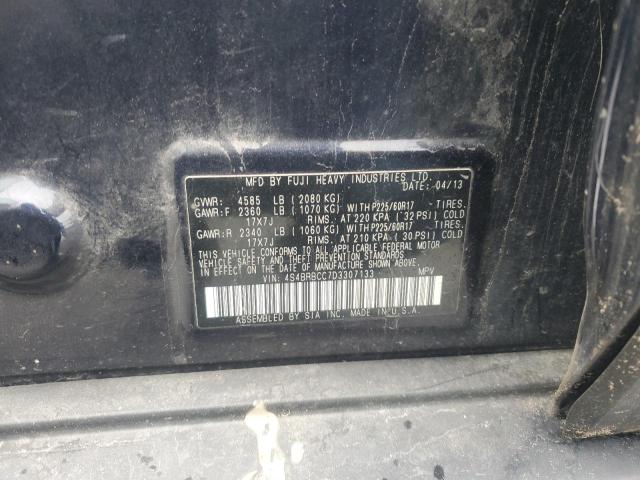 MFD BY FUJI HEAVY INDUSTRIES LTD.
DATE: 04/13
GVWR: 4585 LB ( 2080 KG)
GAWR:F 2360 LB ( 1070 KG) WITH P225/60R17 TIRES.
17X7J RIMS. AT 220 KPA ( 32 PSI) COLD
GAWR:R 2340 LB ( 1060 KG) WITH P225/60R17 TIRES.
17X7J RIMS. AT 210 KPA ( 30 PSI) COLD
THIS VEHICLE CONFORMS TO ALL APPLICABLE FEDERAL MOTOR
VEHICLE SAFETY AND THEFT PREVENTION STANDARDS
IN EFFECT ON THE DATE OF MANUFACTURE SHOWN ABOVE.
VIN: 4S4BRBCC7D3307133 MPV
ASSEMBLED BY SIA INC. MADE IN U.S.A.